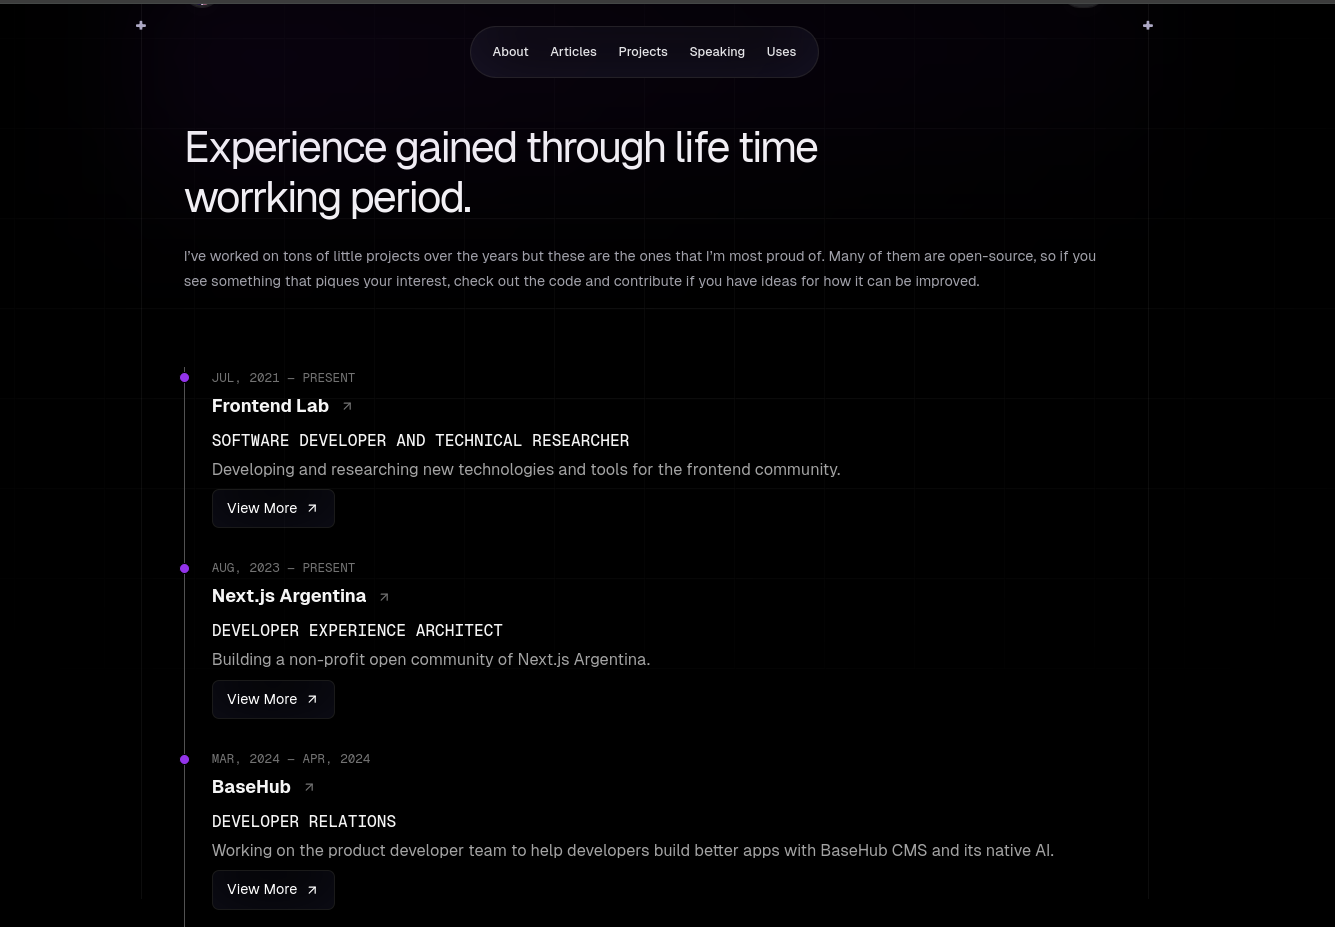 About Articles Projects Speaking Uses
Experience gained through life time
worrking period.
I’ve worked on tons of little projects over the years but these are the ones that I’m most proud of. Many of them are open-source, so if you
see something that piques your interest, check out the code and contribute if you have ideas for how it can be improved.
JUL, 2021 — PRESENT
Frontend Lab
SOFTWARE DEVELOPER AND TECHNICAL RESEARCHER
Developing and researching new technologies and tools for the frontend community.
View More
AUG, 2023 — PRESENT
Next.js Argentina
DEVELOPER EXPERIENCE ARCHITECT
Building a non-profit open community of Next.js Argentina.
View More
MAR, 2024 — APR, 2024
BaseHub
DEVELOPER RELATIONS
Working on the product developer team to help developers build better apps with BaseHub CMS and its native AI.
View More